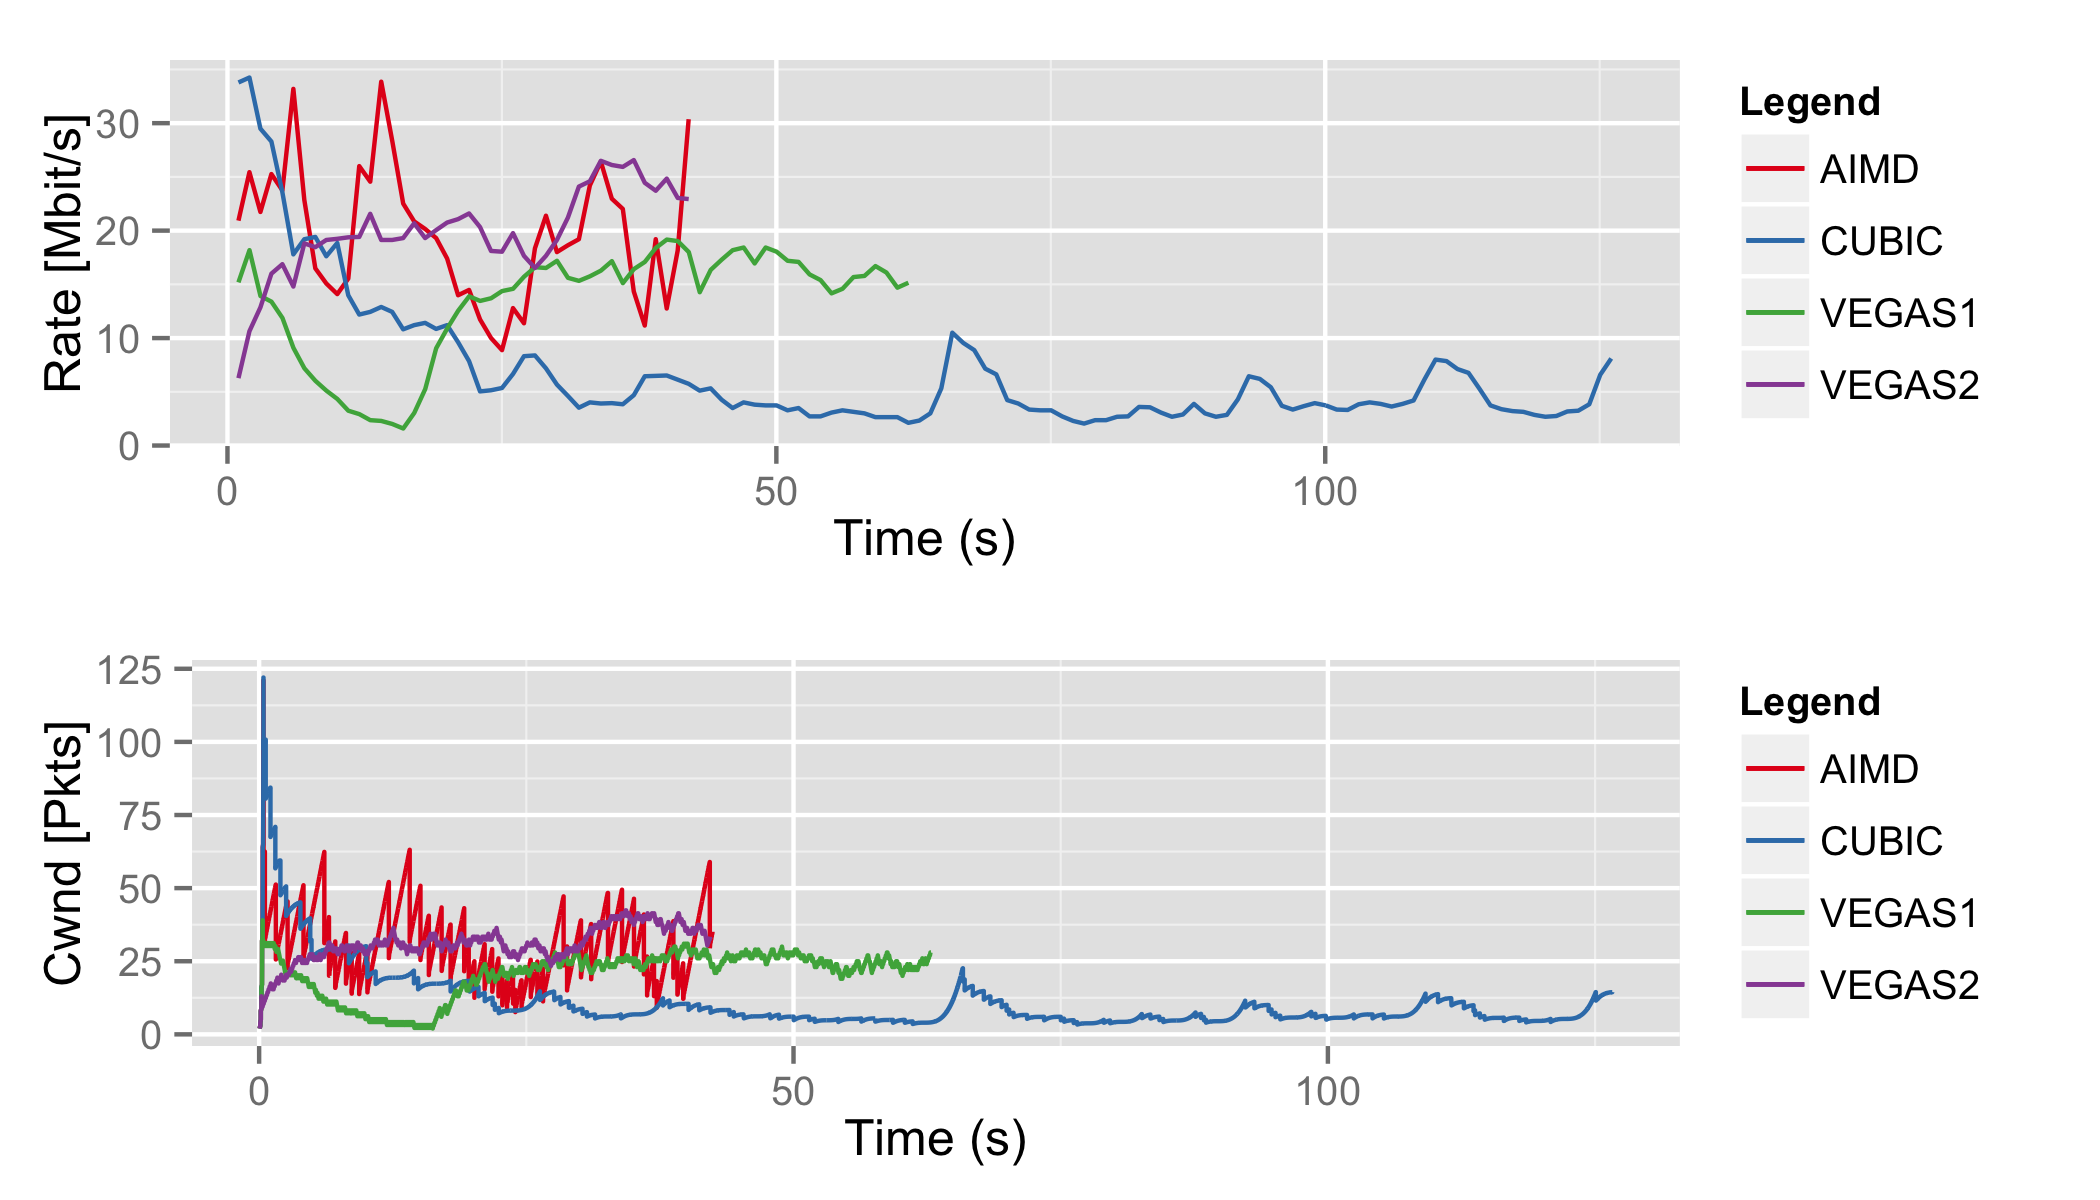 Rate [Mbit/s]
30
20
10
0
0 50 100
Time (s)
Legend
AIMD
CUBIC
VEGAS1
VEGAS2
Cwnd [Pkts]
125
100
75
50
25
0
0 50 100
Time (s)
Legend
AIMD
CUBIC
VEGAS1
VEGAS2